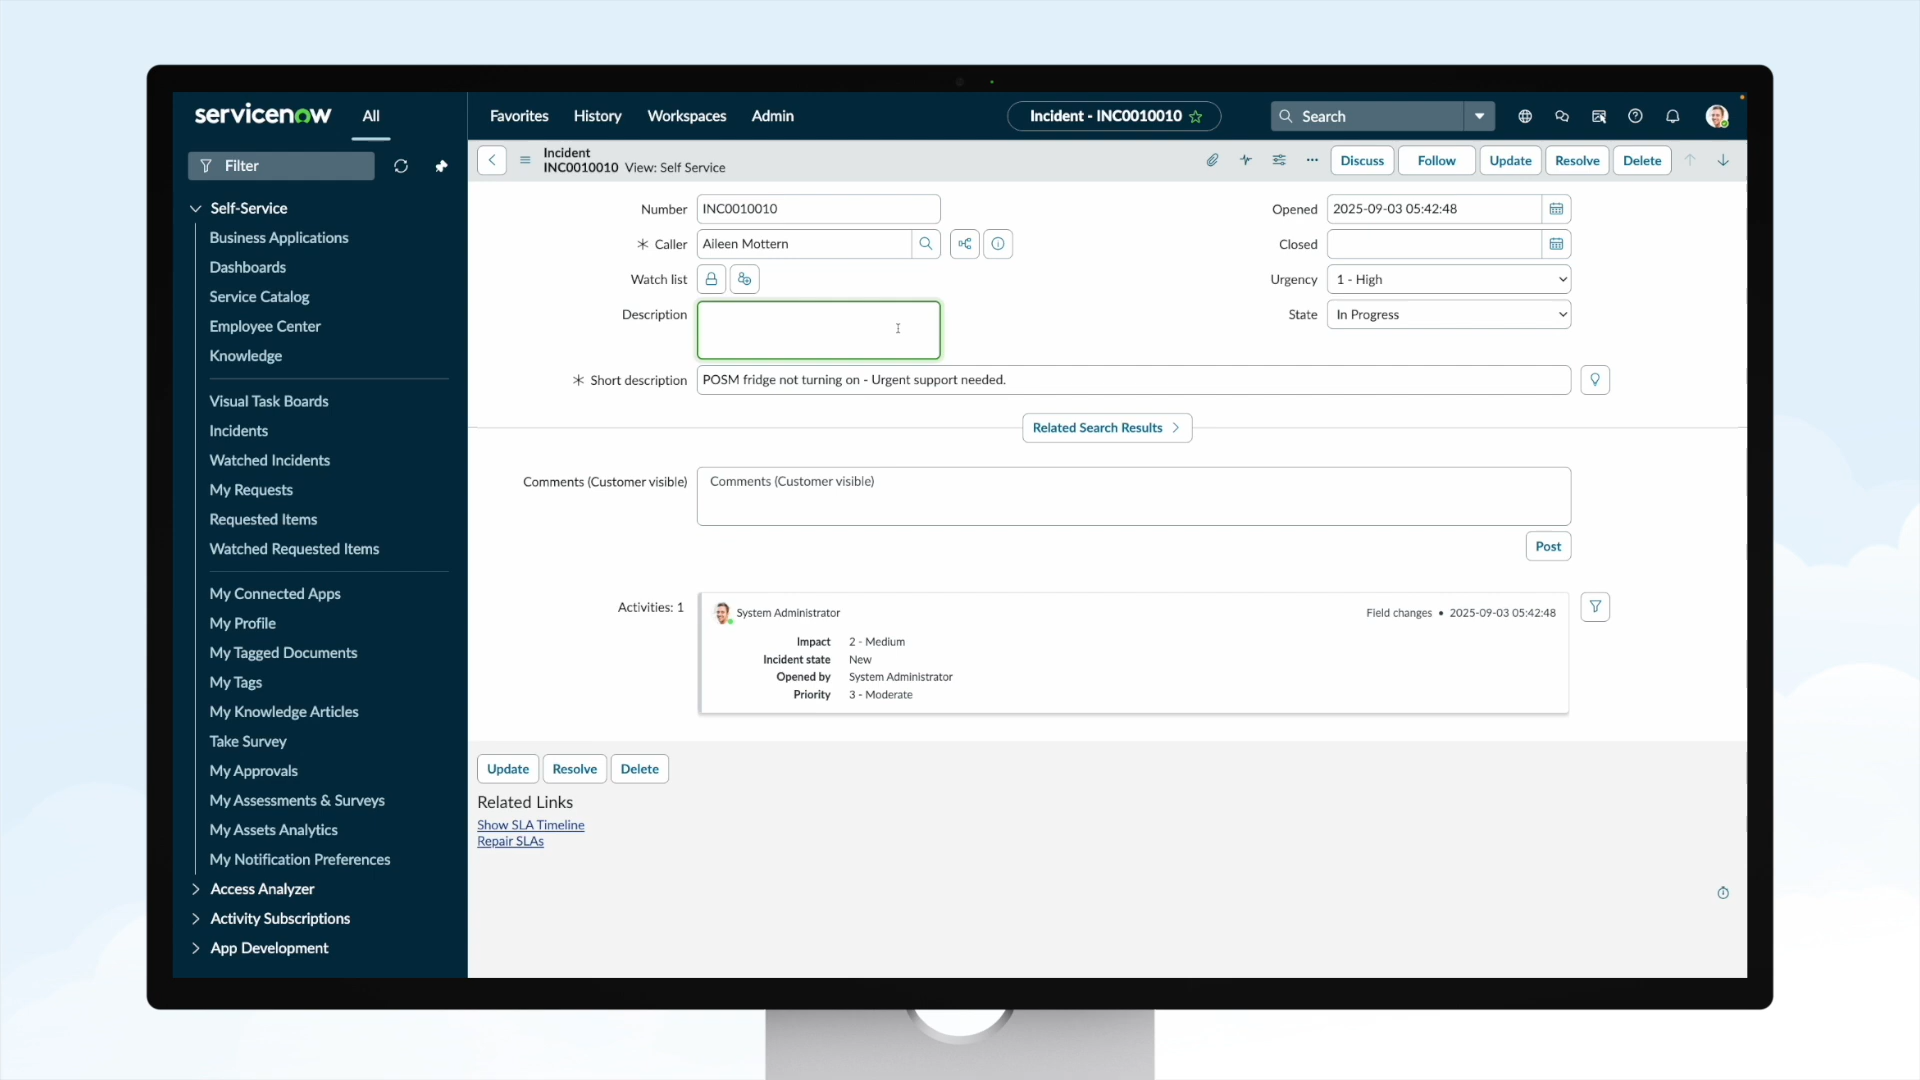 servicenow All Favorites History Workspaces Admin Incident - INC0010010 Search
Filter
Self-Service
Business Applications
Dashboards
Service Catalog
Employee Center
Knowledge
Visual Task Boards
Incidents
Watched Incidents
My Requests
Requested Items
Watched Requested Items
My Connected Apps
My Profile
My Tagged Documents
My Tags
My Knowledge Articles
Take Survey
My Approvals
My Assessments & Surveys
My Assets Analytics
My Notification Preferences
Access Analyzer
Activity Subscriptions
App Development
Incident
INC0010010 View: Self Service
Discuss Follow Update Resolve Delete
Number INC0010010
Caller Aileen Mottern
Watch list
Description
Opened 2025-09-03 05:42:48
Closed
Urgency 1 - High
State In Progress
Short description POSM fridge not turning on - Urgent support needed.
Related Search Results
Comments (Customer visible) Comments (Customer visible)
Post
Activities: 1 System Administrator Field changes • 2025-09-03 05:42:48
Impact 2 - Medium
Incident state New
Opened by System Administrator
Priority 3 - Moderate
Update Resolve Delete
Related Links
Show SLA Timeline
Repair SLAs